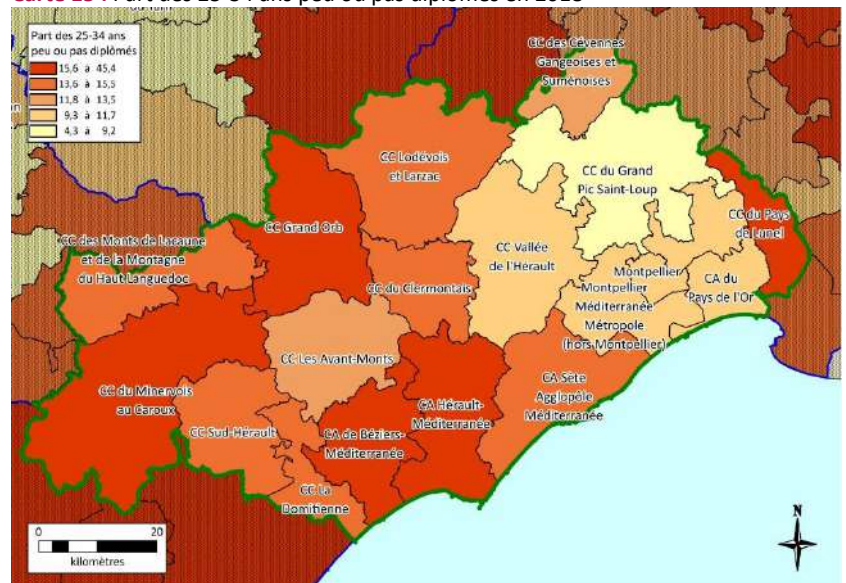 Part des 25-34 ans
peu ou pas diplômés
15,6 à 45,4
13,6 à 15,5
11,8 à 13,5
9,3 à 11,7
4,3 à 9,2
CC des Cévennes
Gangeoises et
Suménoises
CC Lodévois
et Larzac
CC du Grand
Pic Saint-Loup
CC Grand Orb
CC du Pays
de Lunel
CC des Monts de Lacaune
et de la Montagne
du Haut Languedoc
CC Vallée
de l'Hérault
Montpellier
CC du Clermontais
Montpellier
Méditerranée
Métropole
(hors Montpellier)
CA du
Pays de l'Or
CC Les Avant-Monts
CC du Minervois
au Caroux
CA Sète
Agglopôle
Méditerranée
CA Hérault-
Méditerranée
CC Sud-Hérault
CA de Béziers-
Méditerranée
CC La
Domitienne
0 20
kilomètres
N